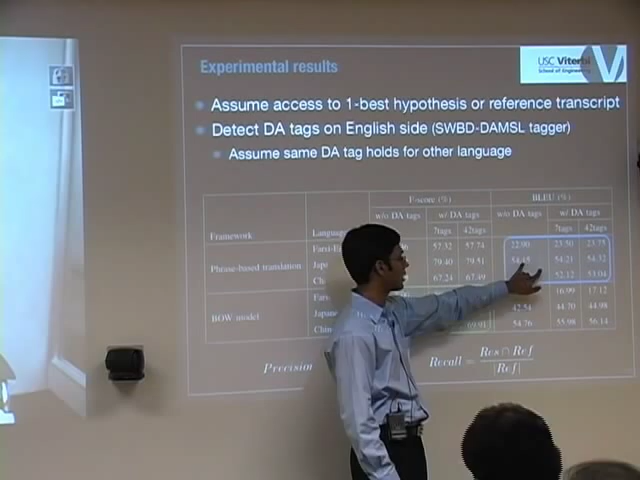 Experimental results
USC Viterbi
School of Engineering
Assume access to 1-best hypothesis or reference transcript
Detect DA tags on English side (SWBD-DAMSL tagger)
Assume same DA tag holds for other language
F-score (%) BLEU (%)
w/o DA tags w/ DA tags w/o DA tags w/ DA tags
Framework 7tags 42tags 7tags 42tags
57.32 57.74 22.90 23.50 23.75
Phrase-based translation 79.40 79.51 54.15 54.21 54.32
67.24 67.49 52.12 53.04
16.99 17.12
BOW model 42.54 44.70 44.98
69.91 54.76 55.98 56.14
Recall = Res ∩ Ref
|Ref|